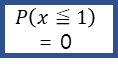 P(x ≦ 1)
= 0